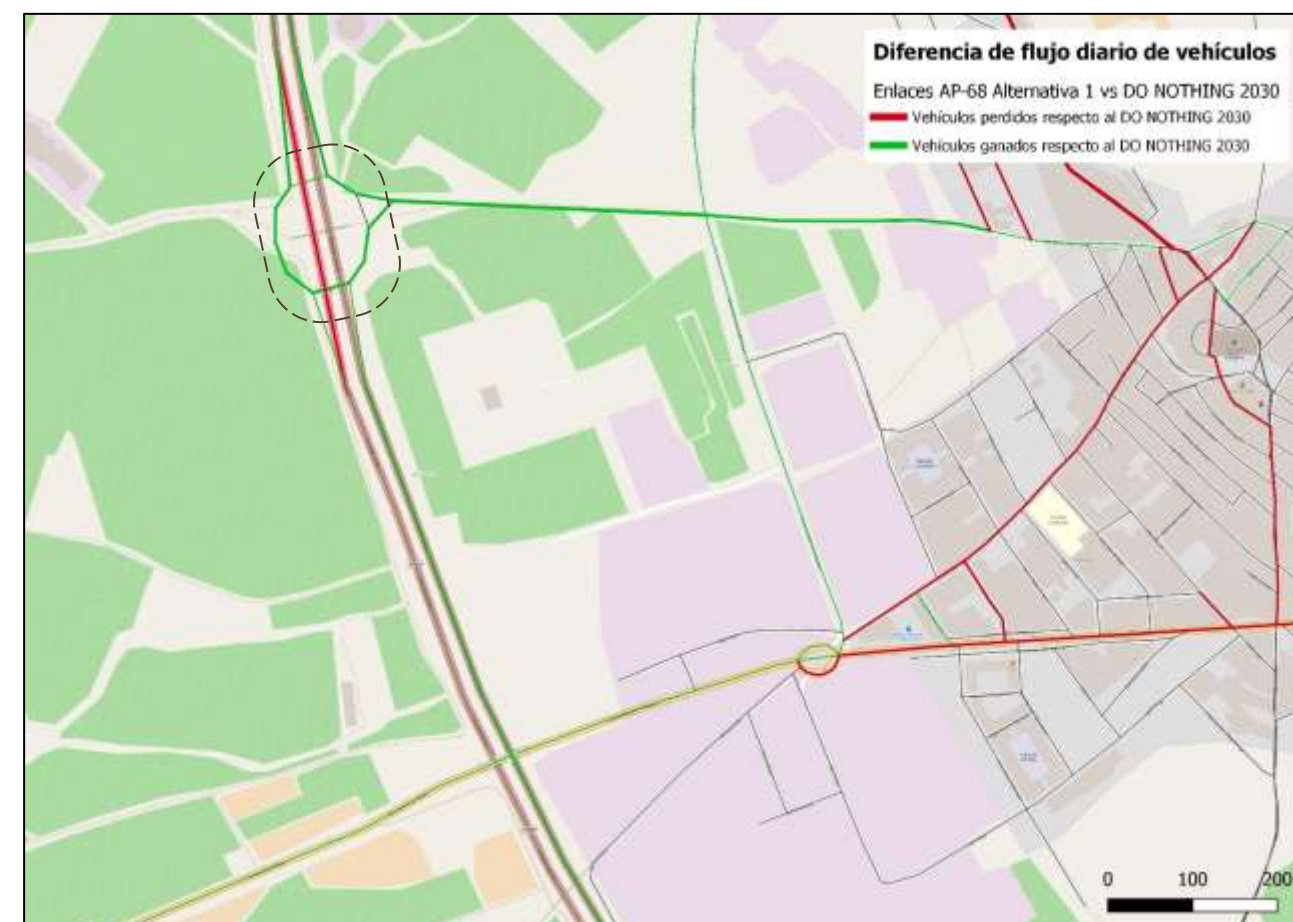 Diferencia de flujo diario de vehículos
Enlaces AP-68 Alternativa 1 vs DO NOTHING 2030
Vehículos perdidos respecto al DO NOTHING 2030
Vehículos ganados respecto al DO NOTHING 2030
0 100 200